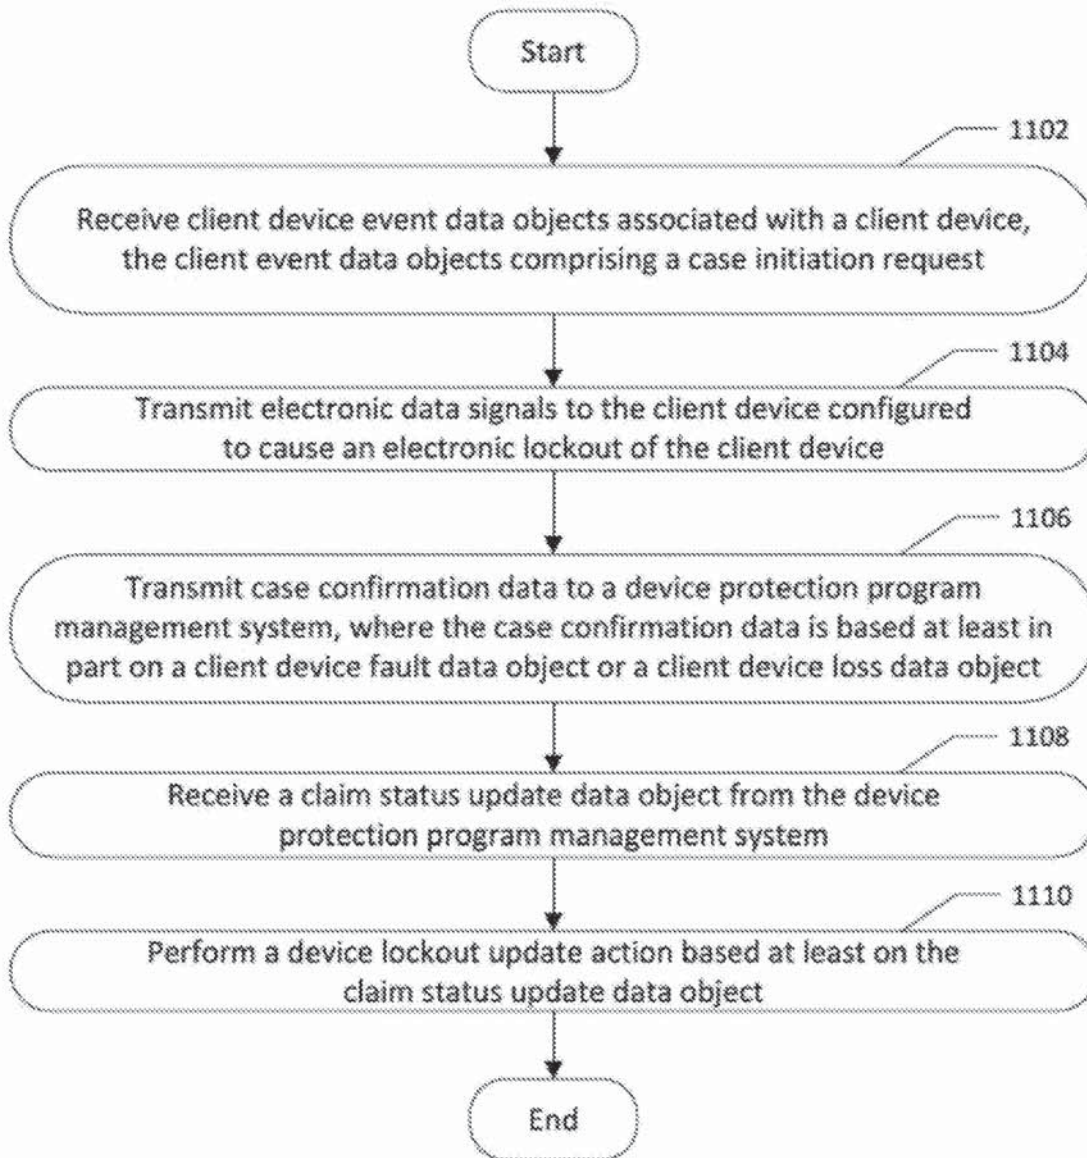 Start
1102
Receive client device event data objects associated with a client device,
the client event data objects comprising a case initiation request
1104
Transmit electronic data signals to the client device configured
to cause an electronic lockout of the client device
1106
Transmit case confirmation data to a device protection program
management system, where the case confirmation data is based at least in
part on a client device fault data object or a client device loss data object
1108
Receive a claim status update data object from the device
protection program management system
1110
Perform a device lockout update action based at least on the
claim status update data object
End